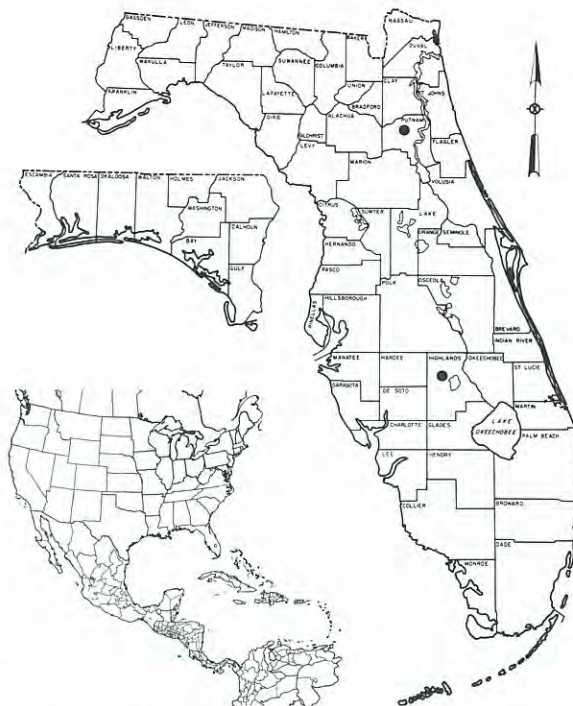 GADSDEN
LEON
JEFFERSON
MADISON
HAMILTON
NASSAU
BAKER
DUVAL
LIBERTY
WAKULLA
TAYLOR
SUWANNEE
COLUMBIA
CLAY
ST JOHNS
FRANKLIN
LAFAYETTE
UNION
BRADFORD
PUTNAM
DIXIE
GILCHRIST
ALACHUA
FLAGLER
LEVY
MARION
VOLUSIA
ESCAMBIA
SANTA ROSA
OKALOOSA
WALTON
HOLMES
JACKSON
WASHINGTON
BAY
CALHOUN
GULF
CITRUS
SUMTER
LAKE
ORANGE
SEMINOLE
HERNANDO
PASCO
POLK
OSCEOLA
PINELLAS
HILLSBOROUGH
BREVARD
INDIAN RIVER
MANATEE
HARDEE
HIGHLANDS
OKEECHOBEE
ST LUCIE
SARASOTA
DE SOTO
MARTIN
CHARLOTTE
GLADES
LAKE
OKEECHOBEE
PALM BEACH
LEE
HENDRY
COLLIER
BROWARD
DADE
MONROE